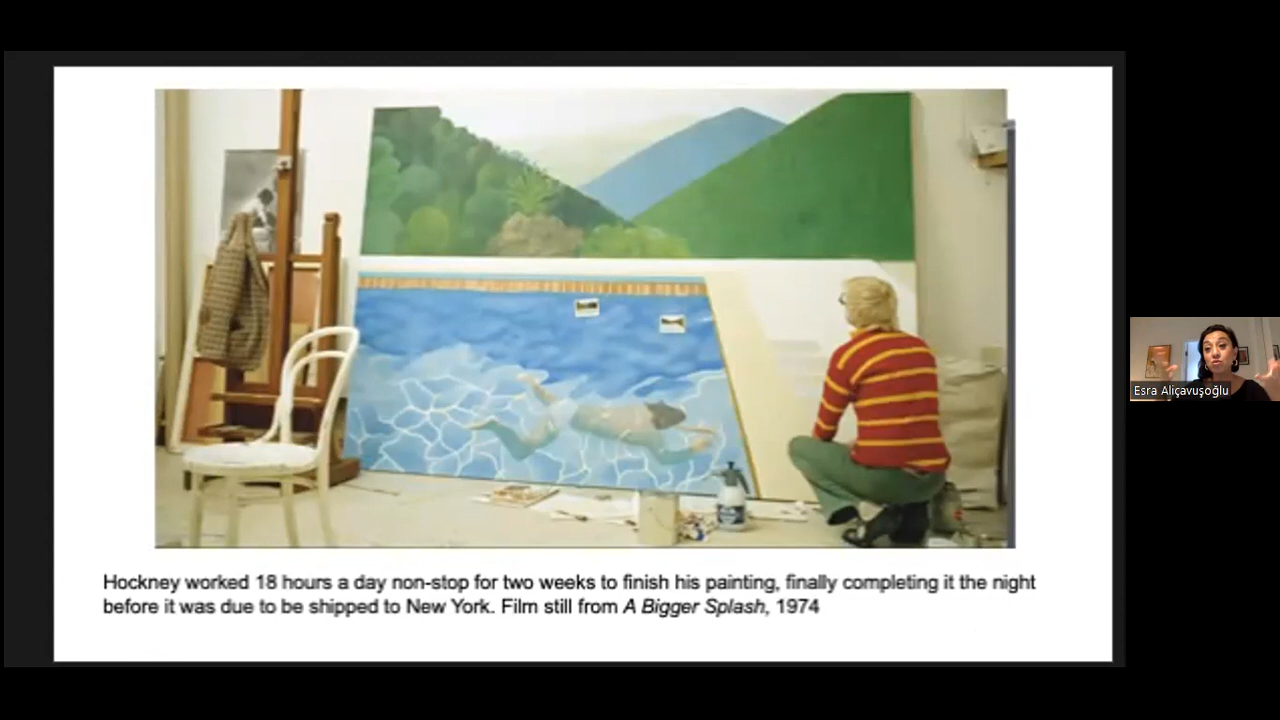 Hockney worked 18 hours a day non-stop for two weeks to finish his painting, finally completing it the night
before it was due to be shipped to New York. Film still from A Bigger Splash, 1974
Esra Aliçavuşoğlu